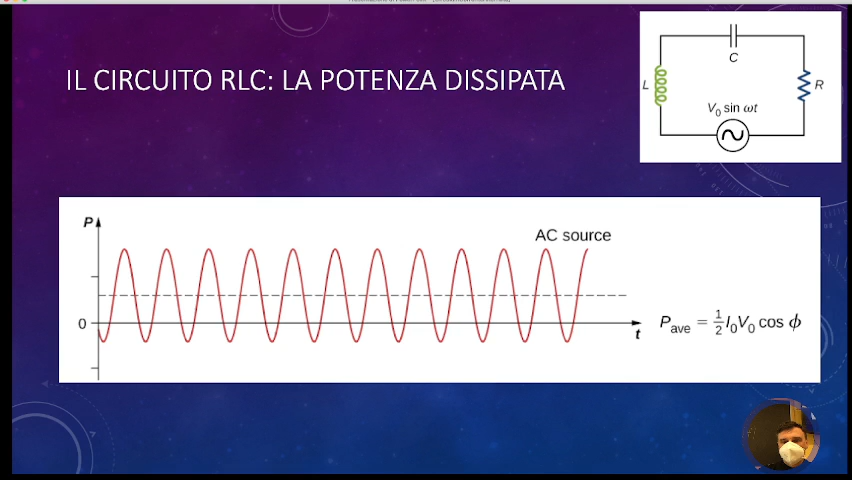 IL CIRCUITO RLC: LA POTENZA DISSIPATA
C
L
R
V₀ sin ωt
P
AC source
0
t
P_ave = 1/2 I₀V₀ cos ϕ